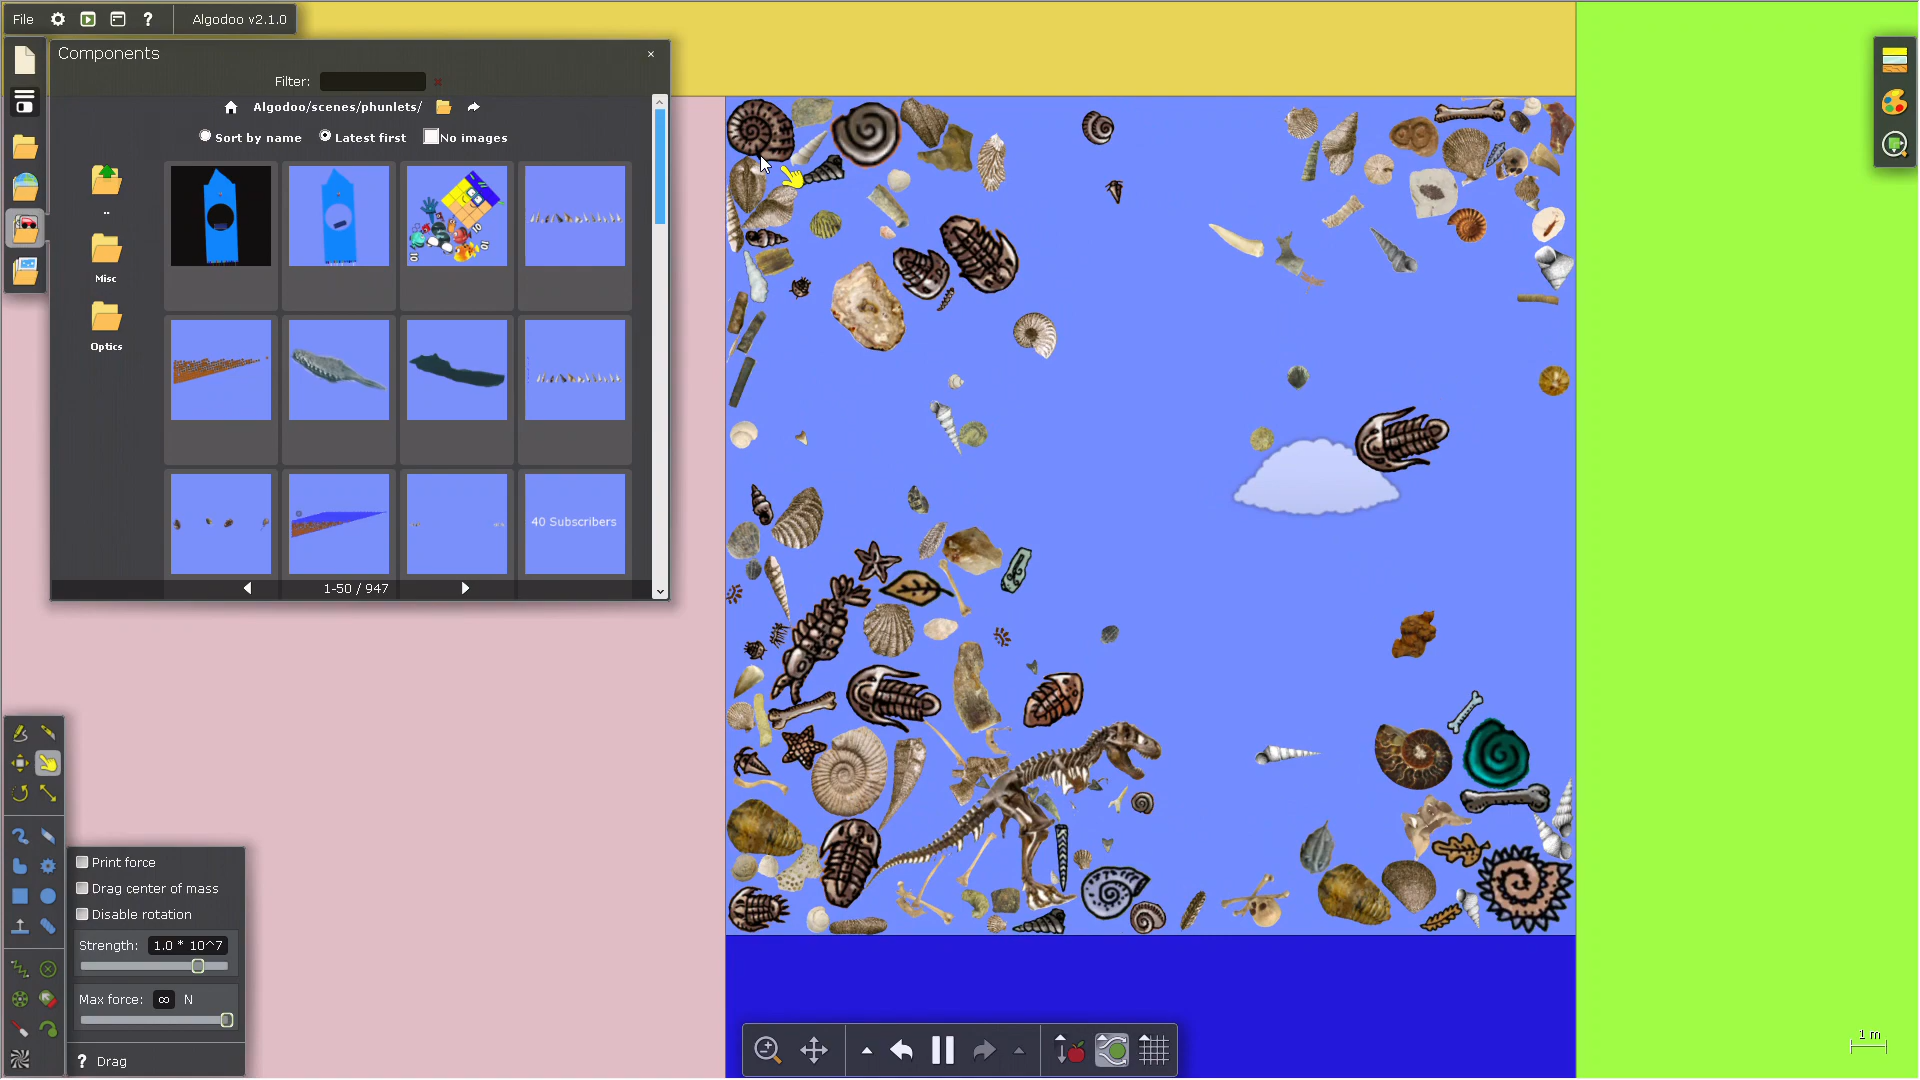 File ? Algodoo v2.1.0
Components ×
Filter:
Algodoo/scenes/phunlets/
Sort by name Latest first No images
..
Misc
Optics
40 Subscribers
1-50 / 947
Print force
Drag center of mass
Disable rotation
Strength: 1.0 * 10^7
Max force: ∞ N
? Drag
1 m